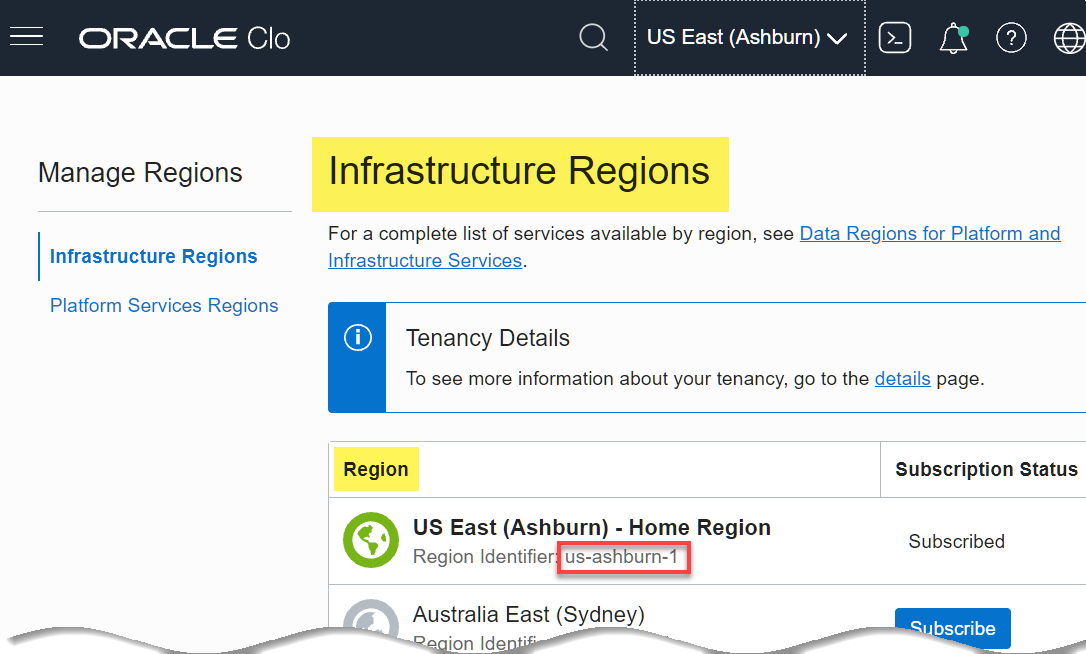 ORACLE Clo
US East (Ashburn)
Manage Regions
Infrastructure Regions
Platform Services Regions
Infrastructure Regions
For a complete list of services available by region, see Data Regions for Platform and
Infrastructure Services.
Tenancy Details
To see more information about your tenancy, go to the details page.
Region
Subscription Status
US East (Ashburn) - Home Region
Region Identifier: us-ashburn-1
Subscribed
Australia East (Sydney)
Region Identifi
Subscribe